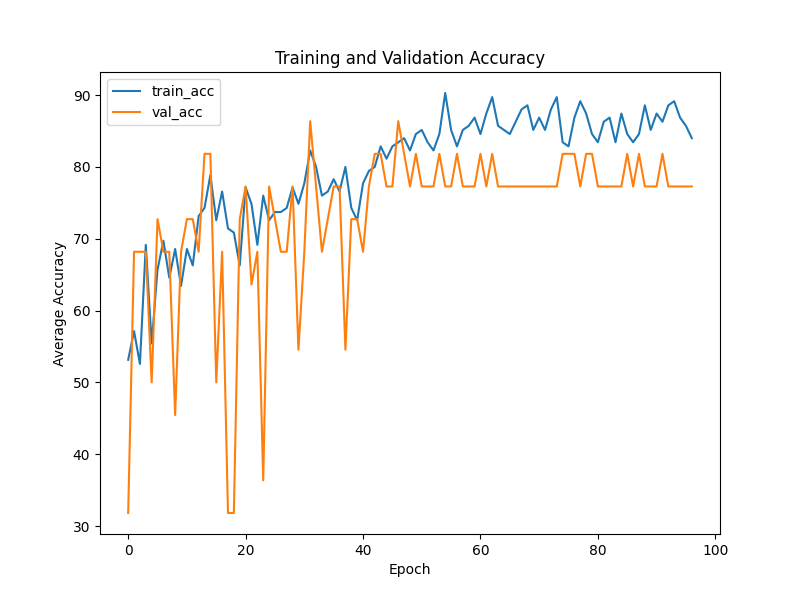 Training and Validation Accuracy
train_acc
val_acc
90
80
70
60
50
40
30
Average Accuracy
0 20 40 60 80 100
Epoch